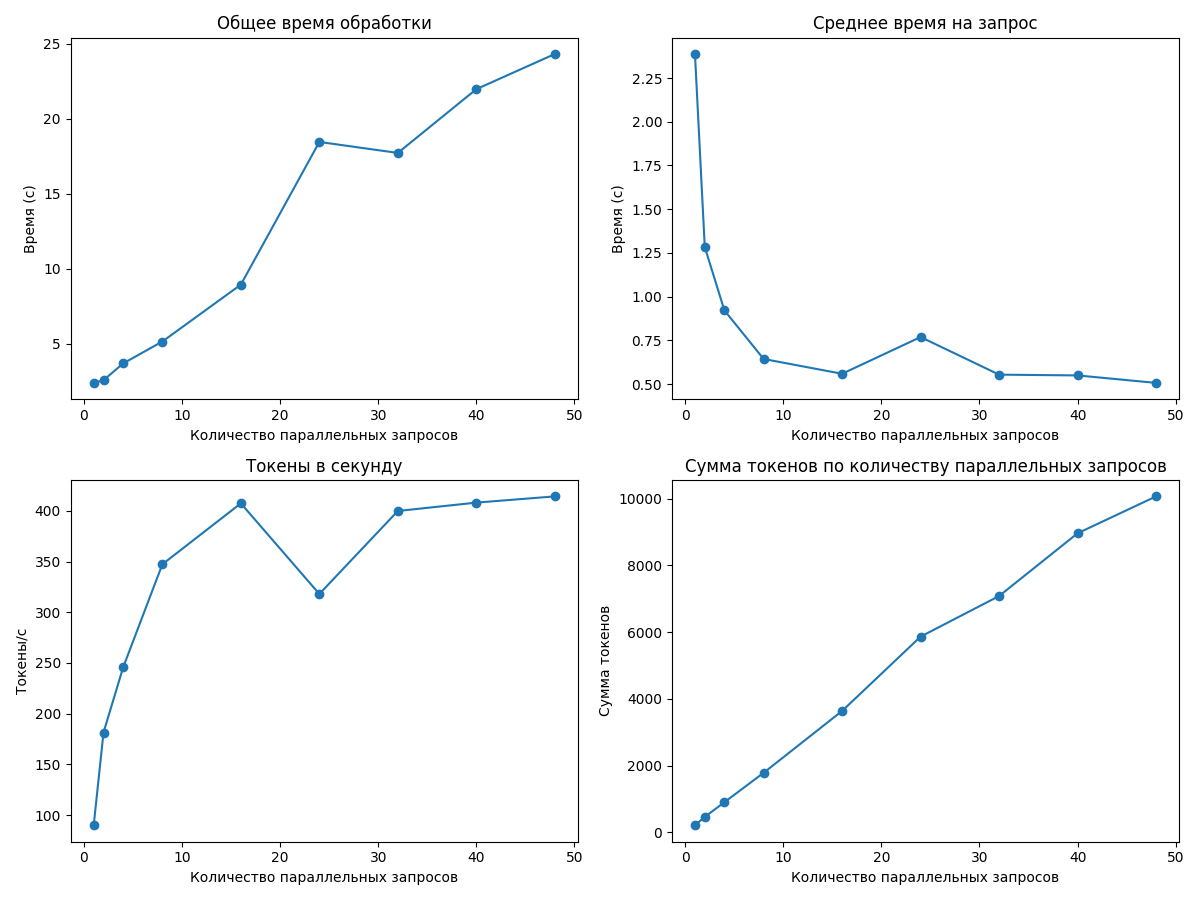 Общее время обработки
25
20
15
10
5
Время (с)
0 10 20 30 40 50
Количество параллельных запросов
Среднее время на запрос
2.25
2.00
1.75
1.50
1.25
1.00
0.75
0.50
Время (с)
0 10 20 30 40 50
Количество параллельных запросов
Токены в секунду
400
350
300
250
200
150
100
Токены/с
0 10 20 30 40 50
Количество параллельных запросов
Сумма токенов по количеству параллельных запросов
10000
8000
6000
4000
2000
0
Сумма токенов
0 10 20 30 40 50
Количество параллельных запросов